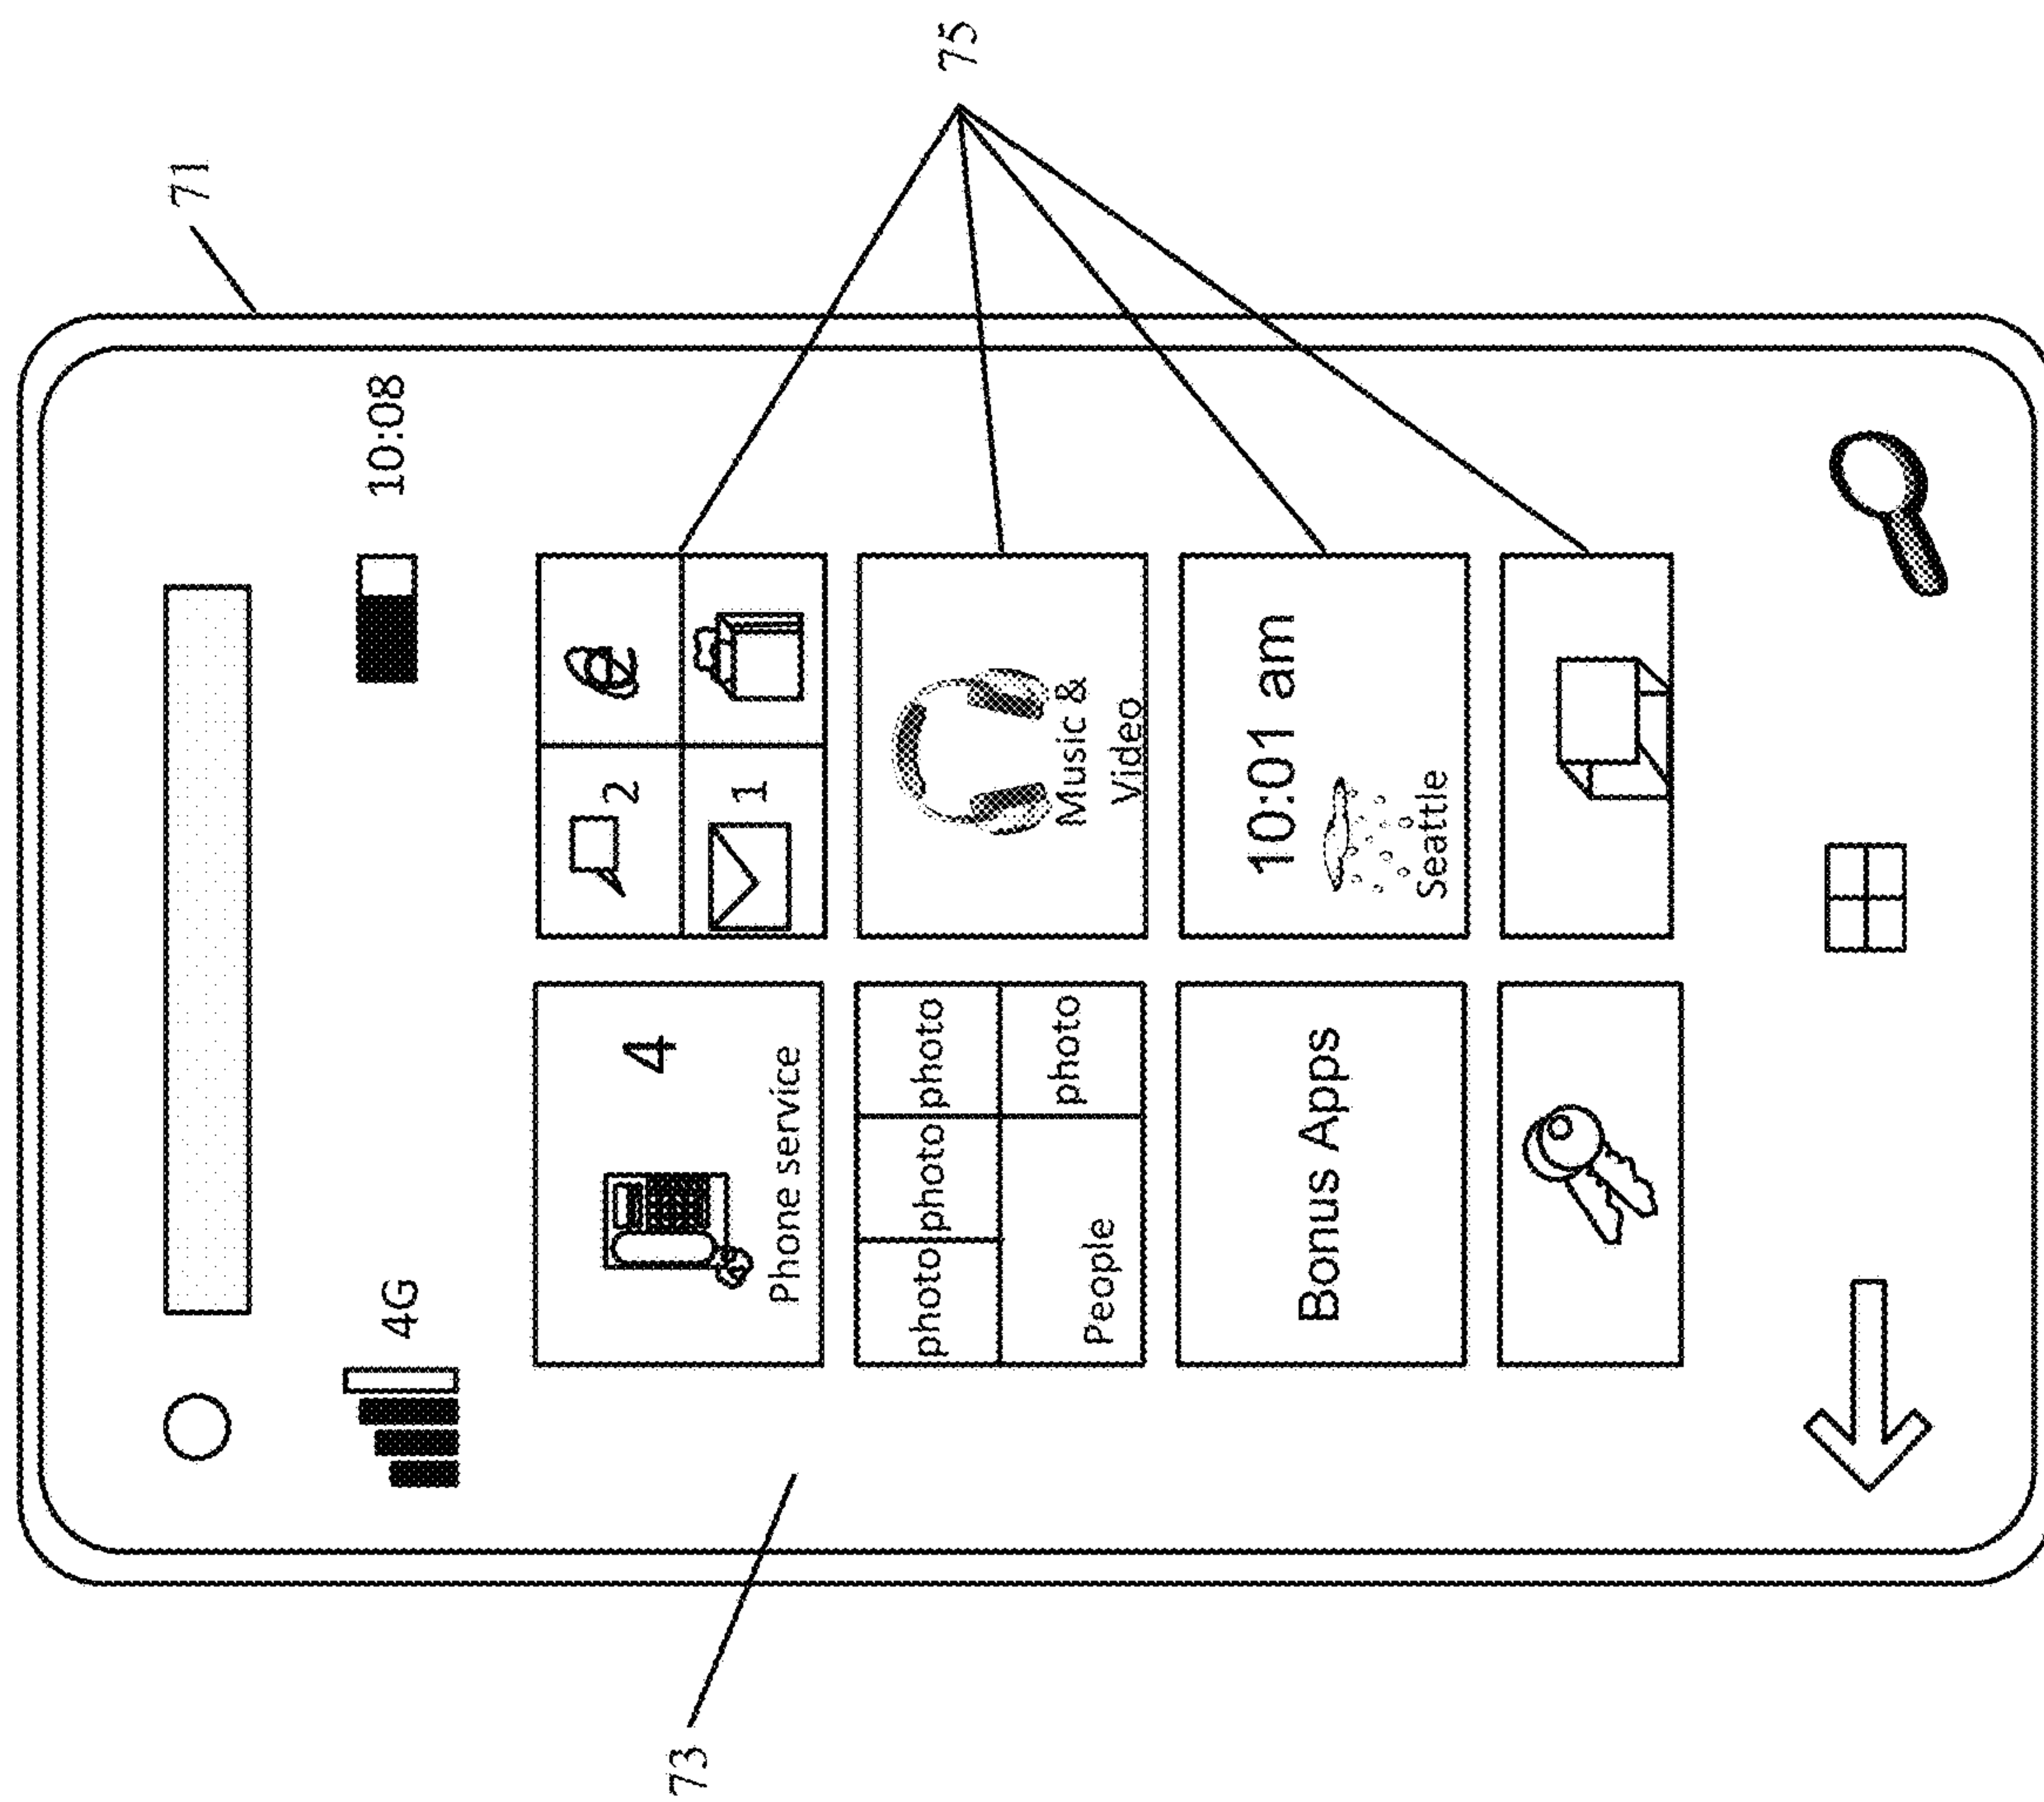 71
75
4G
10:08
4
Phone service
2
1
photo photo photo
People
photo
Music &
Video
Bonus Apps
10:01 am
Seattle
73